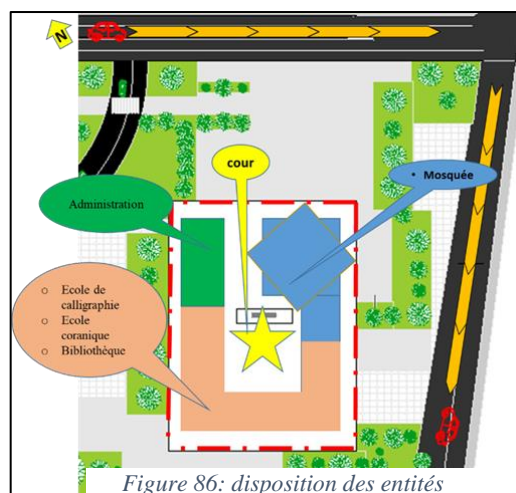 N
cour
• Mosquée
Administration
o Ecole de
calligraphie
o Ecole
coranique
o Bibliothèque
Figure 86: disposition des entités